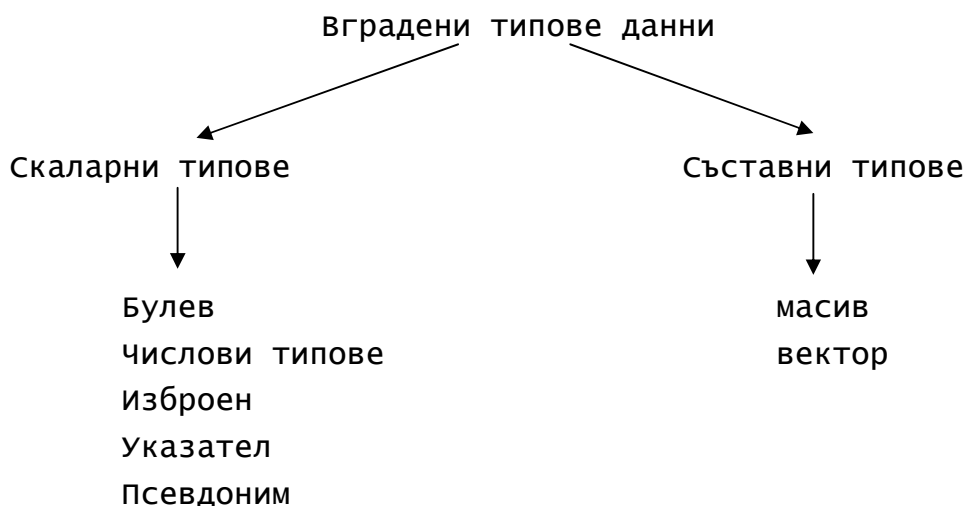 Вградени типове данни
Скаларни типове
Съставни типове
Булев
Числови типове
Изброен
Указател
Псевдоним
масив
вектор